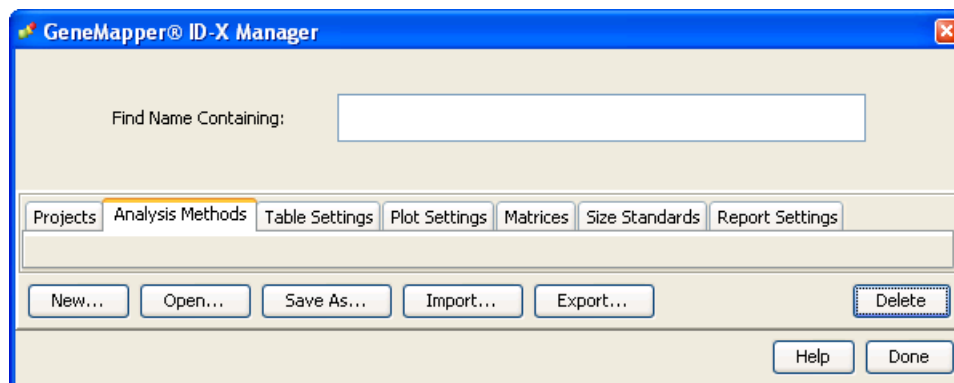 GeneMapper® ID-X Manager
Find Name Containing:
Projects Analysis Methods Table Settings Plot Settings Matrices Size Standards Report Settings
New... Open... Save As... Import... Export... Delete
Help Done